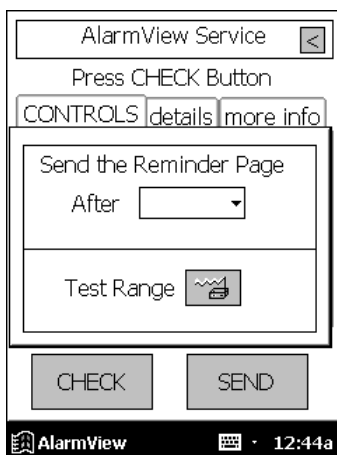 AlarmView Service <
Press CHECK Button
CONTROLS details more info
Send the Reminder Page
After
Test Range
CHECK SEND
AlarmView 12:44a